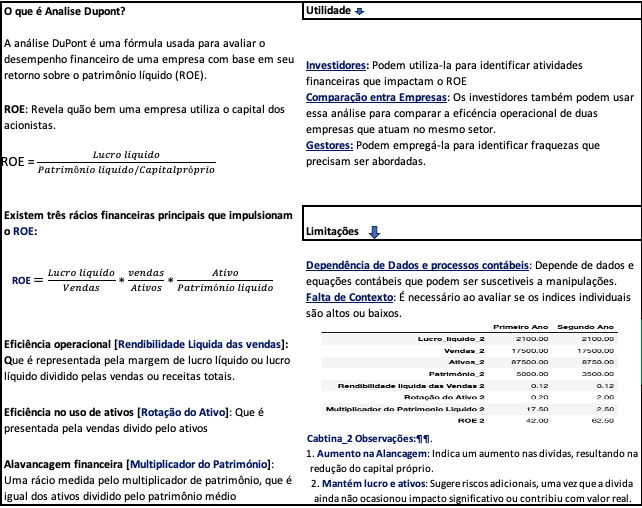 O que é Analise Dupont?
A análise DuPont é uma fórmula usada para avaliar o
desempenho financeiro de uma empresa com base em seu
retorno sobre o patrimônio líquido (ROE).
ROE: Revela quão bem uma empresa utiliza o capital dos
acionistas.
ROE = Lucro liquido / Patrimônio liquido/Capitalpróprio
Existem três rácios financeiras principais que impulsionam
o ROE:
ROE = Lucro liquido / Vendas * vendas / Ativos * Ativo / Património liquido
Eficiência operacional [Rendibilidade Liquida das vendas]:
Que é representada pela margem de lucro líquido ou lucro
líquido dividido pelas vendas ou receitas totais.
Eficiência no uso de ativos [Rotação do Ativo]: Que é
presentada pela vendas divido pelo ativos
Alavancagem financeira [Multiplicador do Património]:
Uma rácio medida pelo multiplicador de patrimônio, que é
igual dos ativos dividido pelo patrimônio médio
Utilidade
Investidores: Podem utiliza-la para identificar atividades
financeiras que impactam o ROE
Comparação entra Empresas: Os investidores também podem usar
essa análise para comparar a eficéncia operacional de duas
empresas que atuam no mesmo setor.
Gestores: Podem empregá-la para identificar fraquezas que
precisam ser abordadas.
Limitações
Dependência de Dados e processos contábeis: Depende de dados e
equações contabeis que podem ser suscetiveis a manipulações.
Falta de Contexto: É necessário ao avaliar se os indices individuais
são altos ou baixos.
Primeiro Ano Segundo Ano
Lucro_liquido_2 2100.00 2100.00
Vendas_2 17500.00 17500.00
Ativos_2 87500.00 8750.00
Património_2 5000.00 3500.00
Rendibilidade liquida das Vendas 2 0.12 0.12
Rotação do Ativo 2 0.20 2.00
Multiplicador do Patrimonio Liquido 2 17.50 2.50
ROE 2 42.00 62.50
Cabtina_2 Observações:¶¶.
1. Aumento na Alancagem: Indica um aumento nas dividas, resultando na
redução do capital próprio.
2. Mantém lucro e ativos: Sugere riscos adicionais, uma vez que a divida
ainda não ocasionou impacto significativo ou contribiu com valor real.